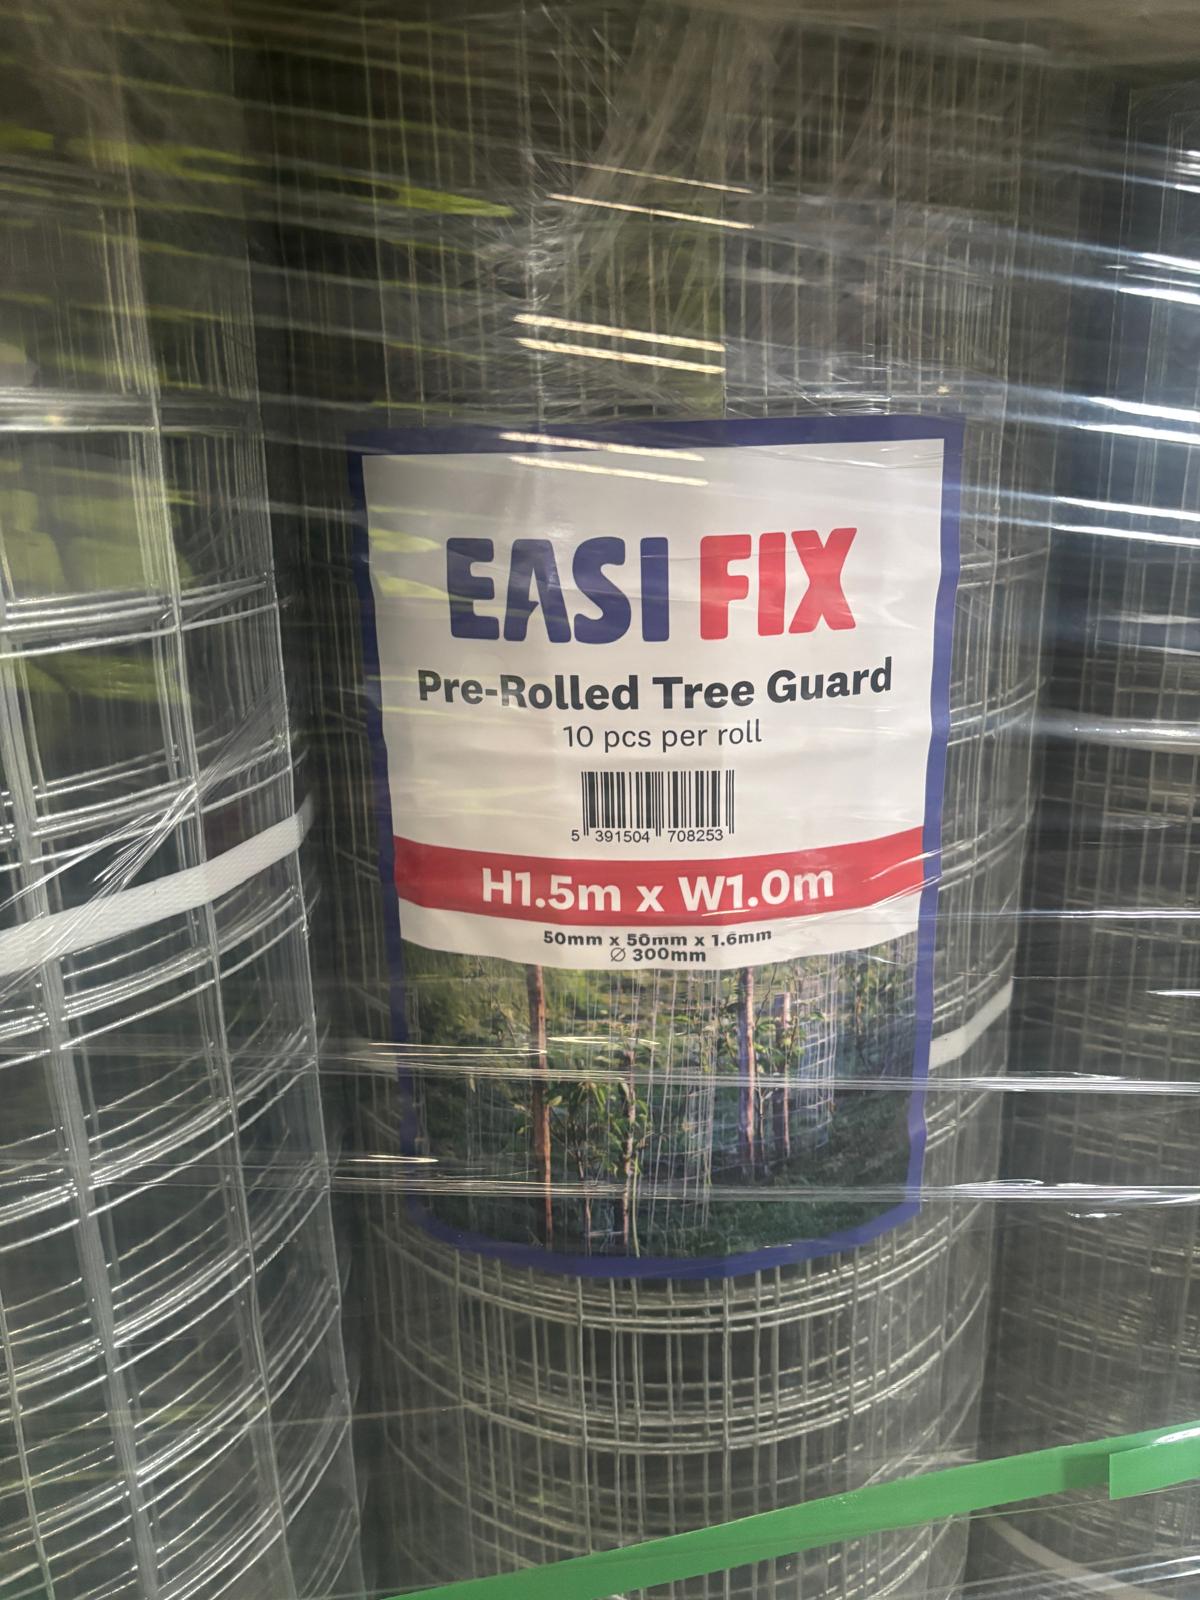 EASI FIX
Pre-Rolled Tree Guard
10 pcs per roll
5 391504 708253
H1.5m x W1.0m
50mm x 50mm x 1.6mm
∅ 300mm